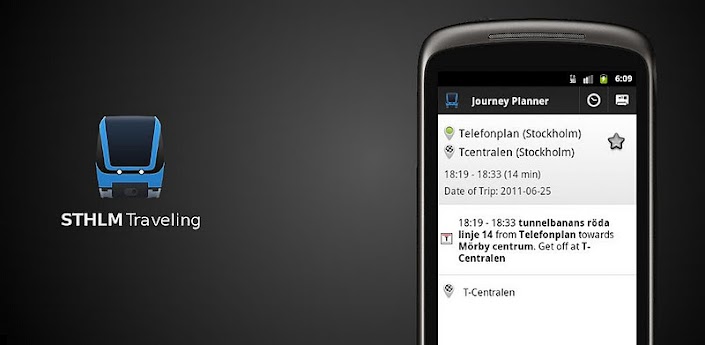 6:09
Journey Planner
Telefonplan (Stockholm)
Tcentralen (Stockholm)
18:19 - 18:33 (14 min)
Date of Trip: 2011-06-25
18:19 - 18:33 tunnelbanans röda
linje 14 from Telefonplan towards
Mörby centrum. Get off at T-
Centralen
T
T-Centralen
STHLM Traveling